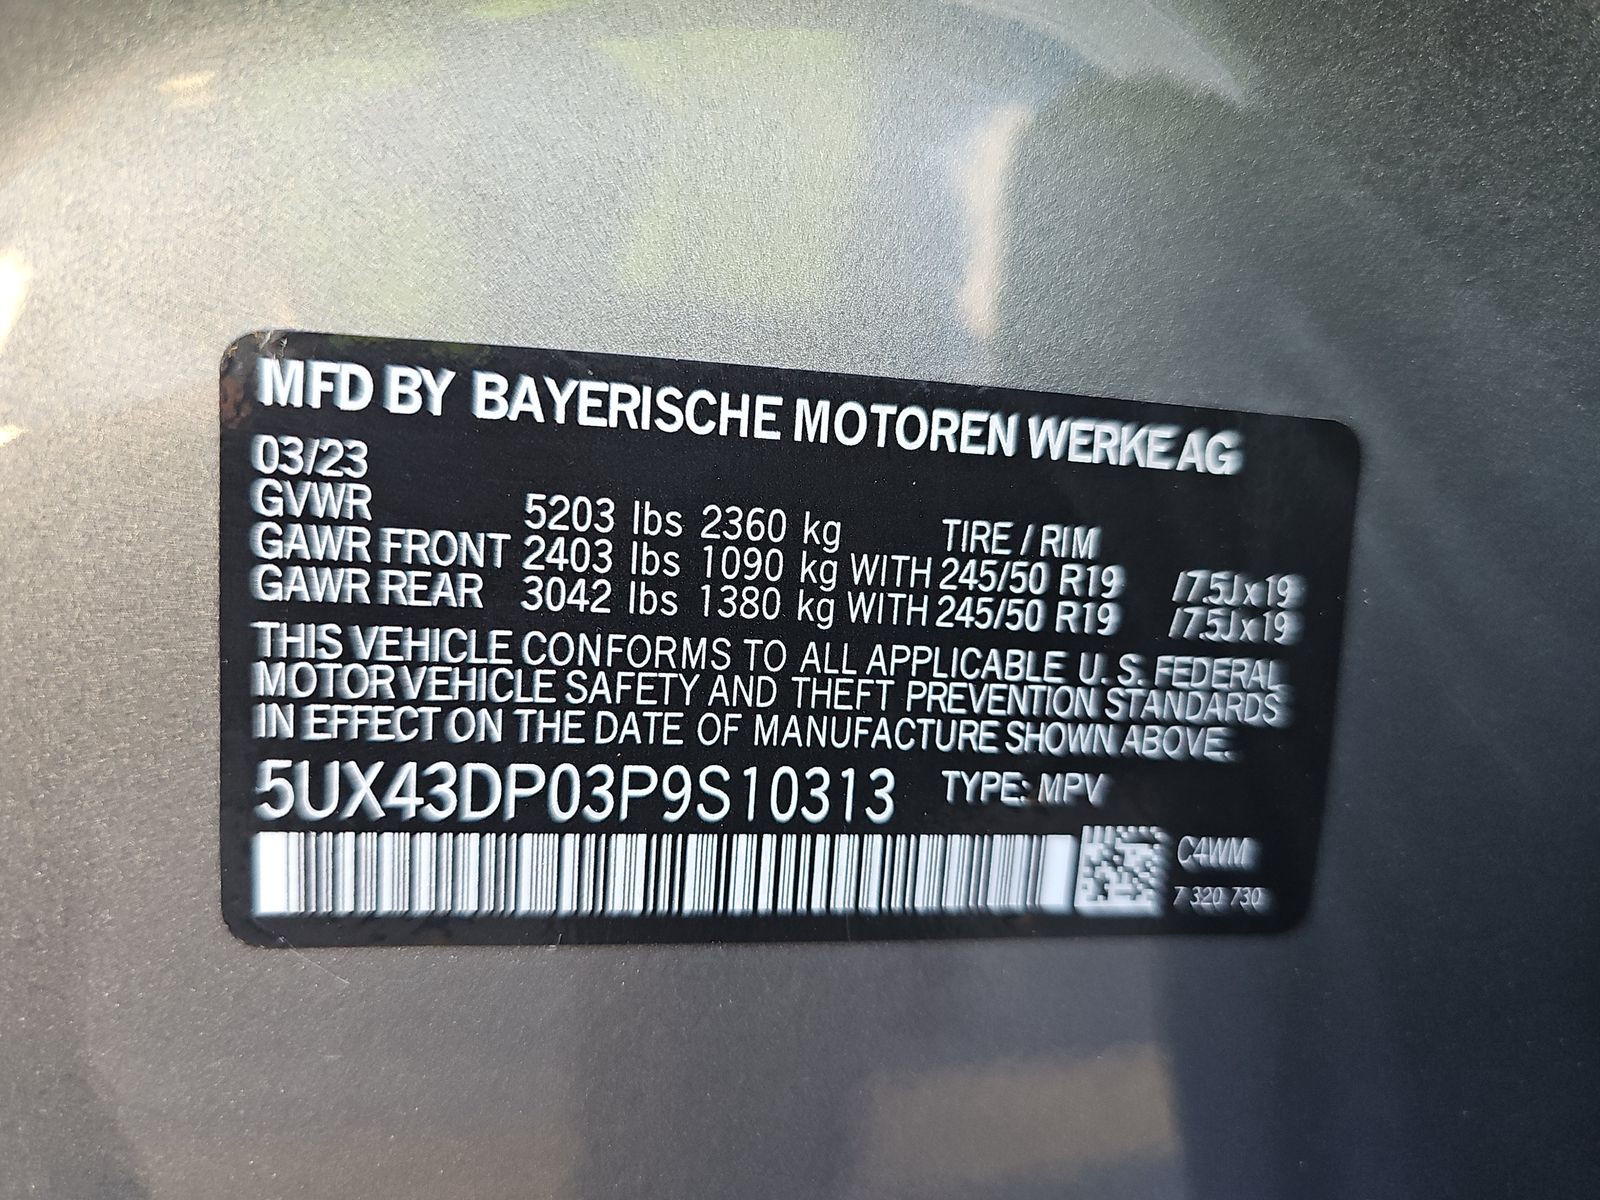 MFD BY BAYERISCHE MOTOREN WERKE AG
03/23
GVWR 5203 lbs 2360 kg TIRE / RIM
GAWR FRONT 2403 lbs 1090 kg WITH 245/50 R19 /7.5Jx19
GAWR REAR 3042 lbs 1380 kg WITH 245/50 R19 /7.5Jx19
THIS VEHICLE CONFORMS TO ALL APPLICABLE U. S. FEDERAL
MOTOR VEHICLE SAFETY AND THEFT PREVENTION STANDARDS
IN EFFECT ON THE DATE OF MANUFACTURE SHOWN ABOVE.
5UX43DP03P9S10313 TYPE: MPV
C4WM
7 320 730